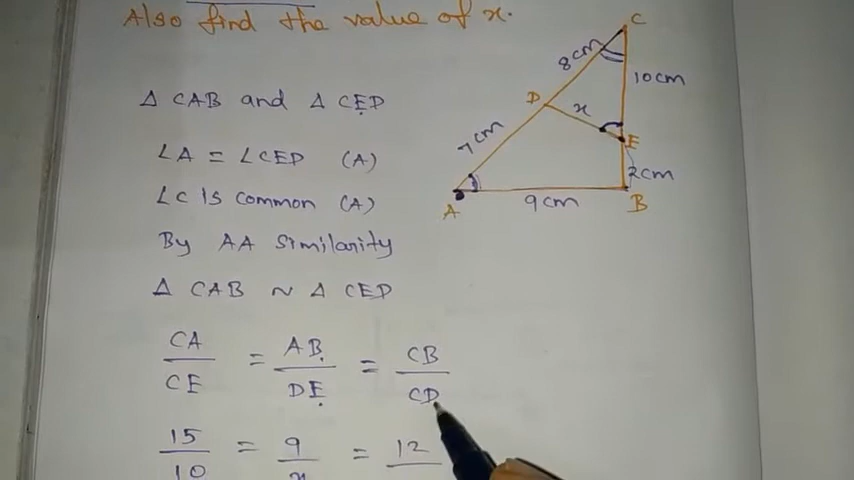 Also find the value of x.
Δ CAB and Δ CED
∠A = ∠CED (A)
∠C is common (A)
By AA Similarity
Δ CAB ~ Δ CED
CA/CE = AB/DE = CB/CD
15/10 = 9/x = 12
C
8cm
10cm
D
x
7cm
E
2cm
A
9cm
B